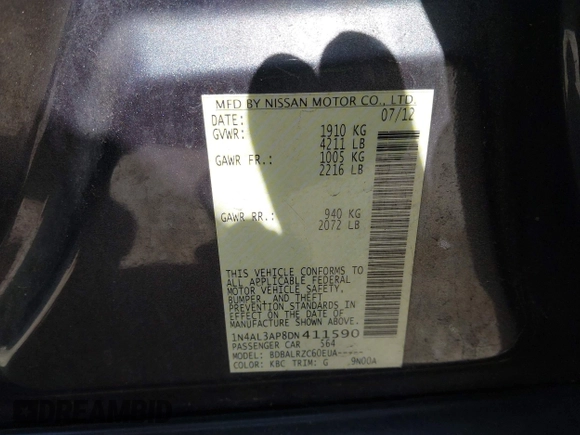 MFD BY NISSAN MOTOR CO., LTD.
DATE: 07/12
GVWR: 1910 KG
4211 LB
GAWR FR.: 1005 KG
2216 LB
GAWR RR.: 940 KG
2072 LB
THIS VEHICLE CONFORMS TO
ALL APPLICABLE FEDERAL
MOTOR VEHICLE SAFETY,
BUMPER, AND THEFT
PREVENTION STANDARDS IN
EFFECT ON THE DATE OF
MANUFACTURE SHOWN ABOVE.
1N4AL3AP8DN411590
PASSENGER CAR 564
MODEL: BDBALRZC60EUA-----
COLOR: KBC TRIM: G 9N00A
DREAMBID